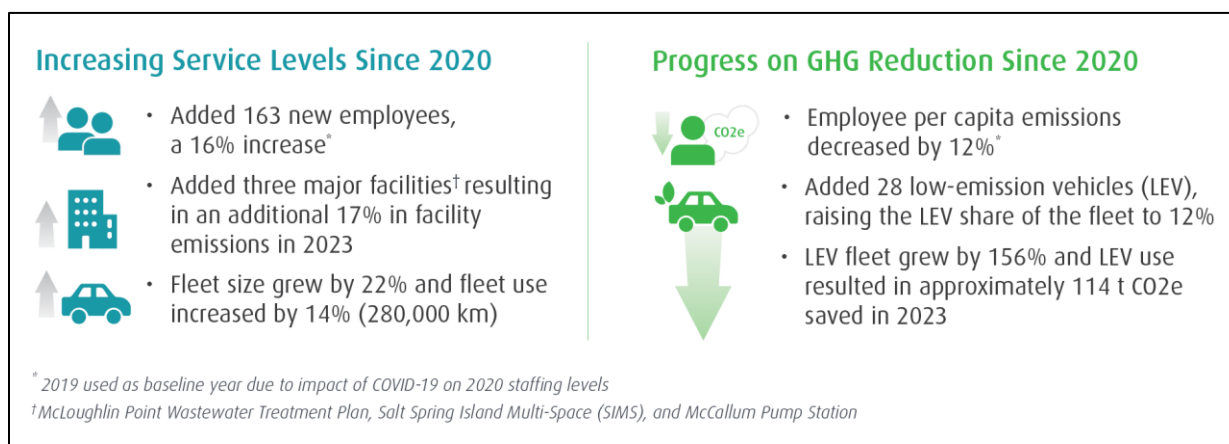 Increasing Service Levels Since 2020
• Added 163 new employees,
a 16% increase*
• Added three major facilities† resulting
in an additional 17% in facility
emissions in 2023
• Fleet size grew by 22% and fleet use
increased by 14% (280,000 km)
Progress on GHG Reduction Since 2020
CO2e
• Employee per capita emissions
decreased by 12%*
• Added 28 low-emission vehicles (LEV),
raising the LEV share of the fleet to 12%
• LEV fleet grew by 156% and LEV use
resulted in approximately 114 t CO2e
saved in 2023
* 2019 used as baseline year due to impact of COVID-19 on 2020 staffing levels
† McLoughlin Point Wastewater Treatment Plan, Salt Spring Island Multi-Space (SIMS), and McCallum Pump Station